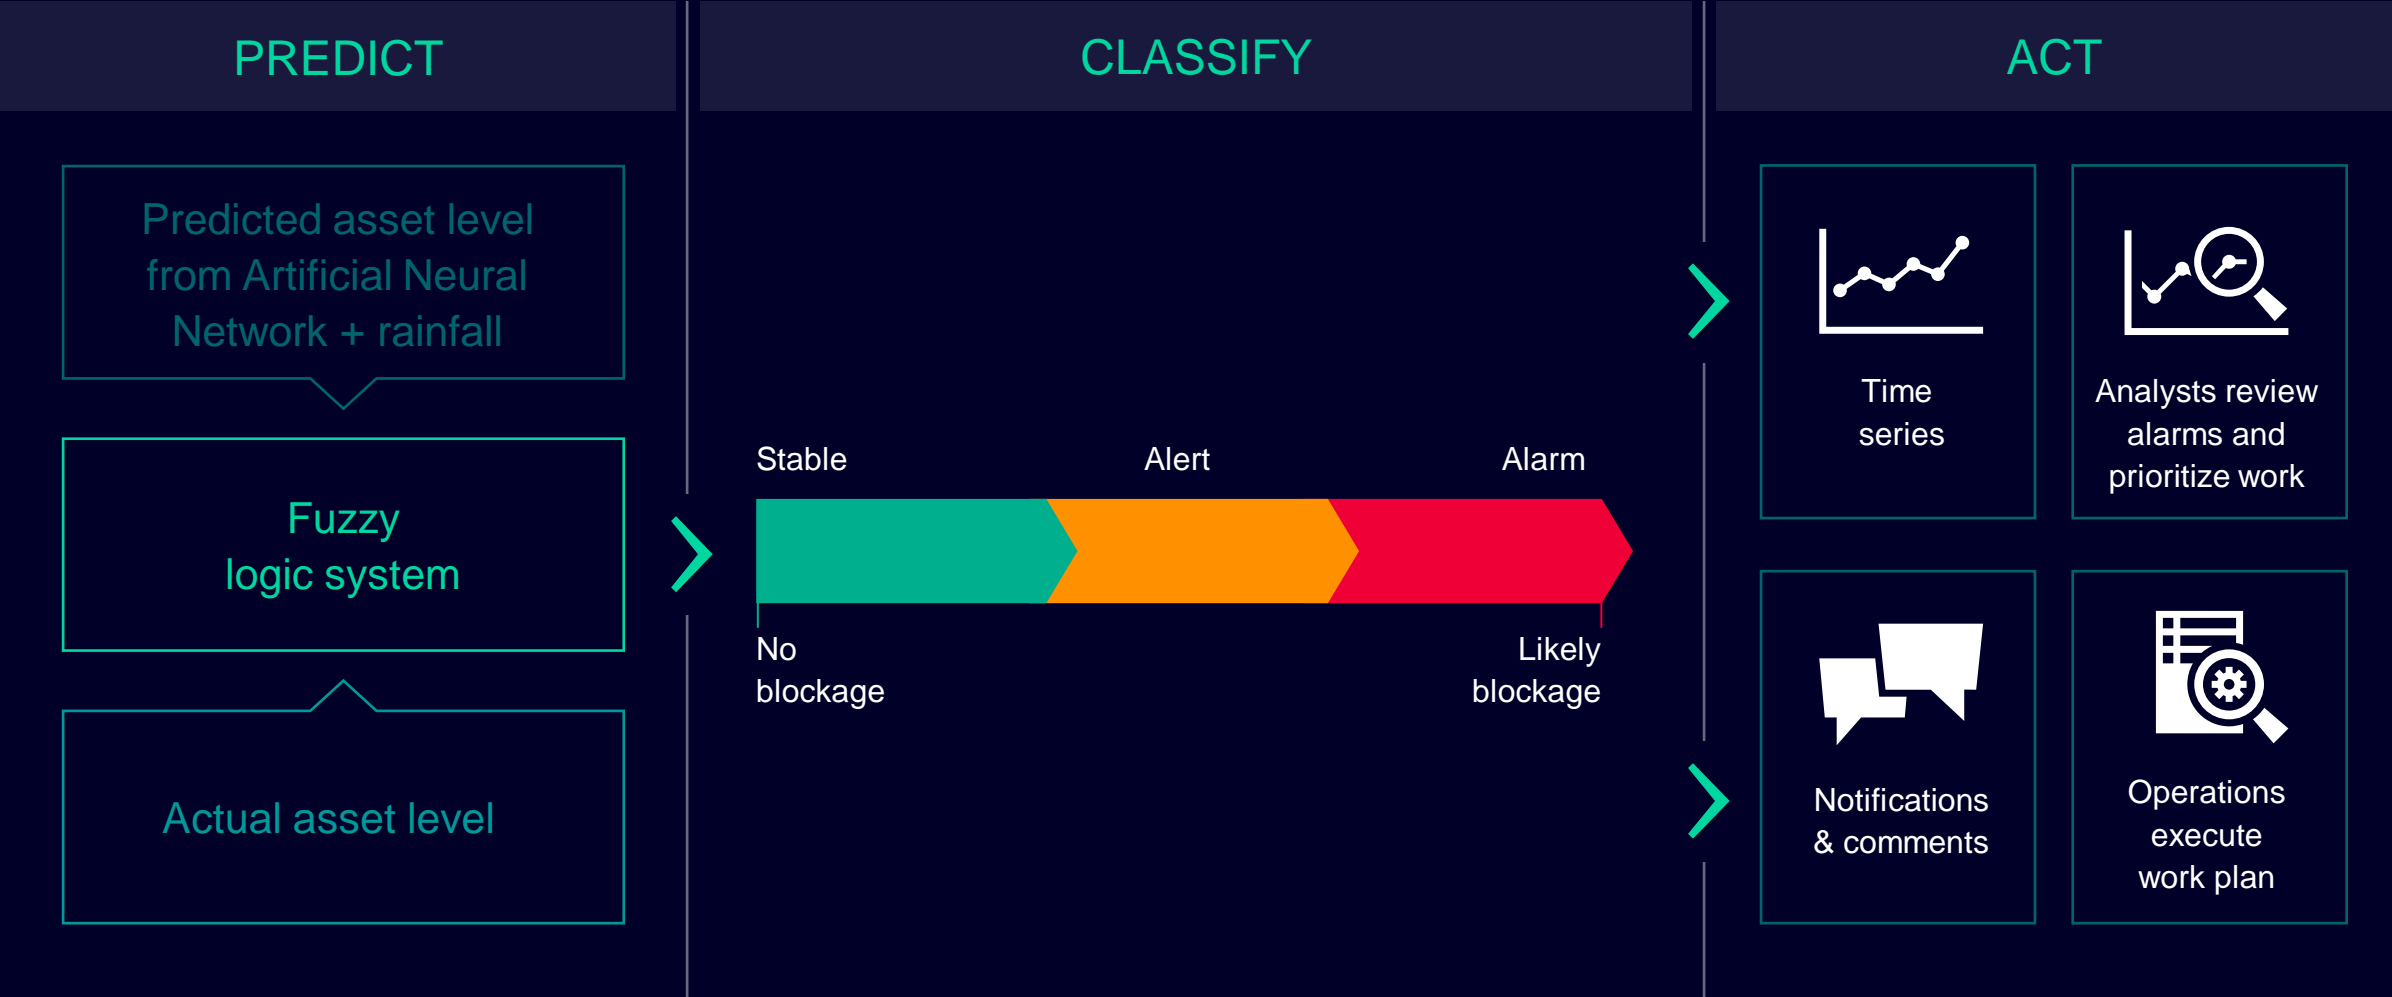 PREDICT
Predicted asset level
from Artificial Neural
Network + rainfall
Fuzzy
logic system
Actual asset level
CLASSIFY
Stable
Alert
Alarm
No
blockage
Likely
blockage
ACT
Time
series
Analysts review
alarms and
prioritize work
Notifications
& comments
Operations
execute
work plan